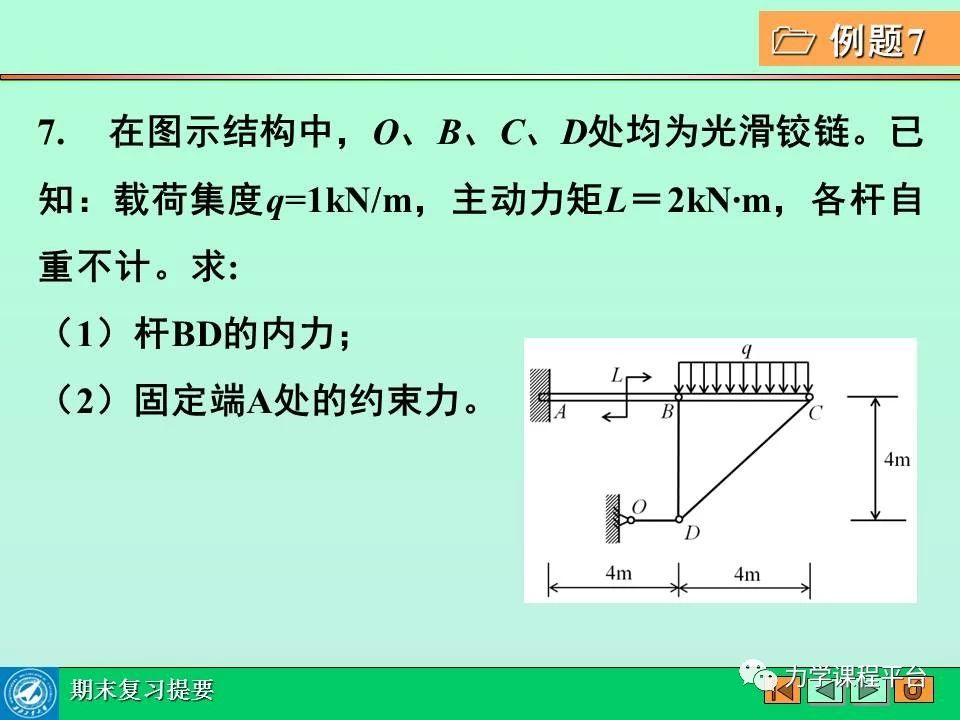 例题7
7. 在图示结构中，O、B、C、D处均为光滑铰链。已
知：载荷集度q=1kN/m，主动力矩L＝2kN·m，各杆自
重不计。求:
（1）杆BD的内力；
（2）固定端A处的约束力。
q
L
A
B
C
4m
O
D
4m
4m
期末复习提要
力学课程平台